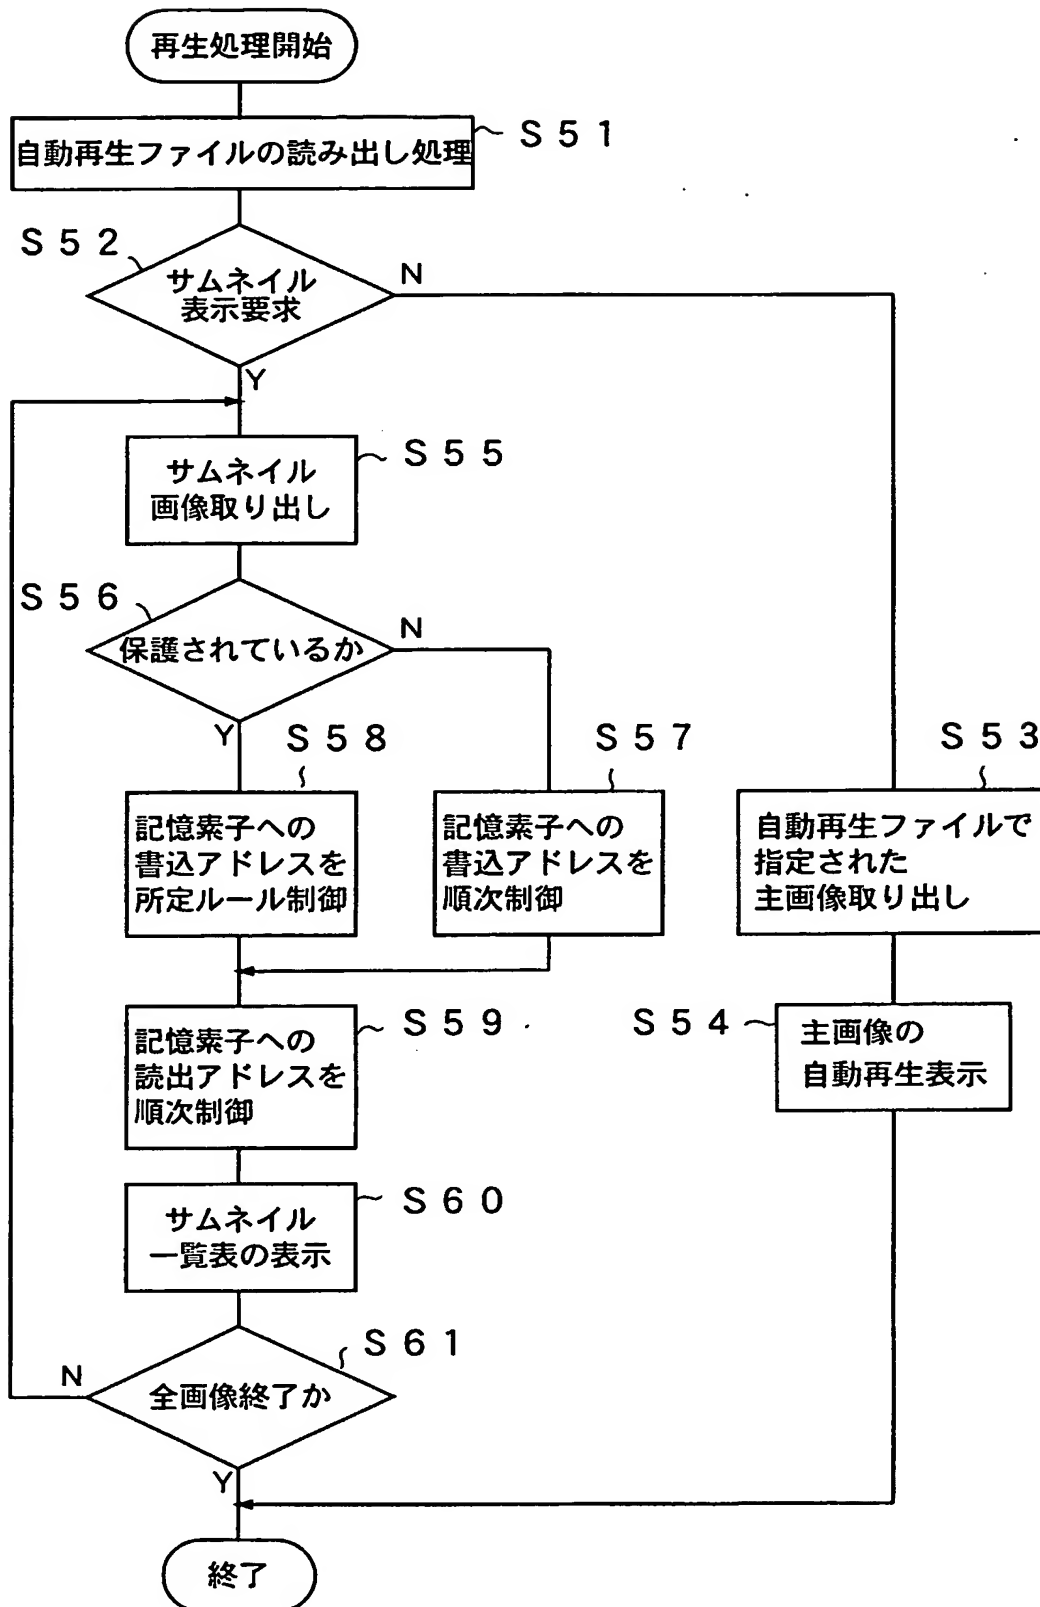 再生処理開始
自動再生ファイルの読み出し処理
S51
S52
サムネイル
表示要求
N
Y
サムネイル
画像取り出し
S55
S56
保護されているか
N
Y
S58
記憶素子への
書込アドレスを
所定ルール制御
S57
記憶素子への
書込アドレスを
順次制御
S53
自動再生ファイルで
指定された
主画像取り出し
記憶素子への
読出アドレスを
順次制御
S59
S54
主画像の
自動再生表示
サムネイル
一覧表の表示
S60
S61
全画像終了か
N
Y
終了